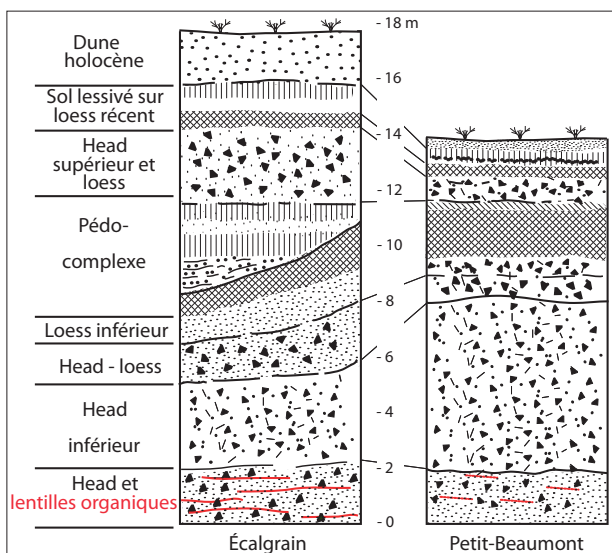 Dune
holocène
Sol lessivé sur
loess récent
Head
supérieur et
loess
Pédo-
complexe
Loess inférieur
Head - loess
Head
inférieur
Head et
lentilles organiques
- 18 m
- 16
- 14
- 12
- 10
- 8
- 6
- 4
- 2
- 0
Écalgrain
Petit-Beaumont